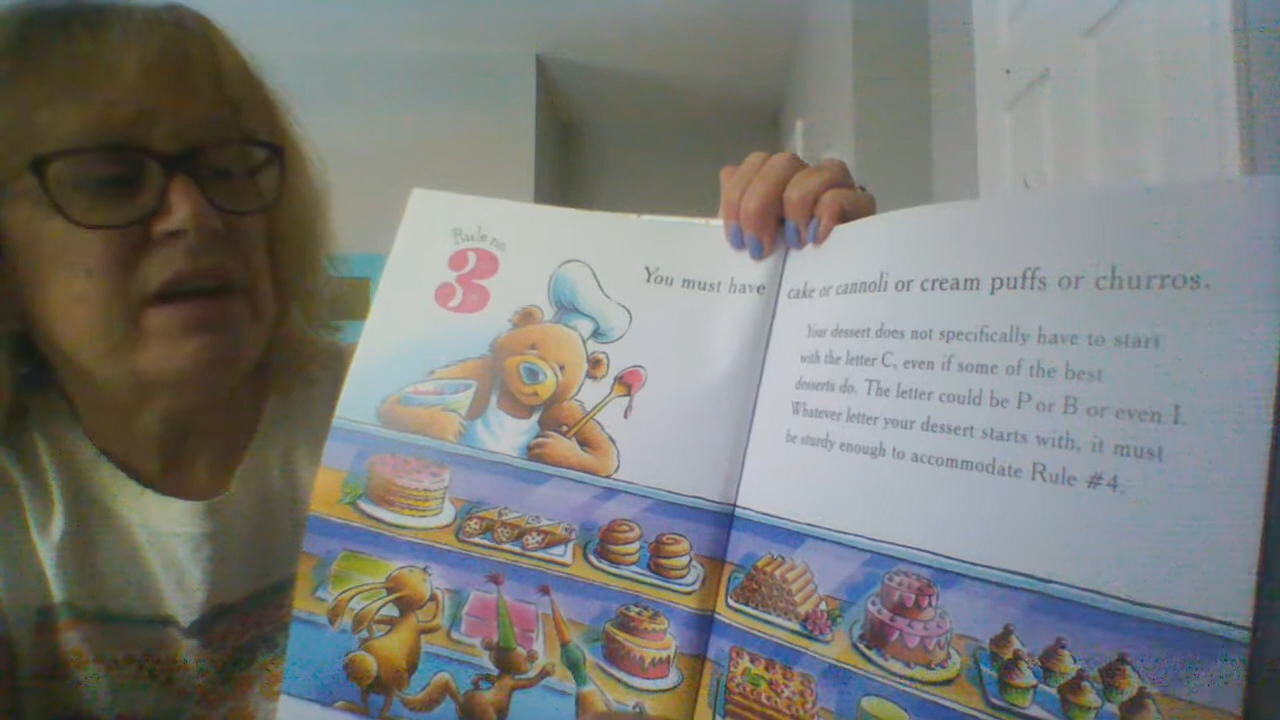 Rule no.
3
You must have cake or cannoli or cream puffs or churros.
Your dessert does not specifically have to start
with the letter C, even if some of the best
desserts do. The letter could be P or B or even I.
Whatever letter your dessert starts with, it must
be sturdy enough to accommodate Rule #4.